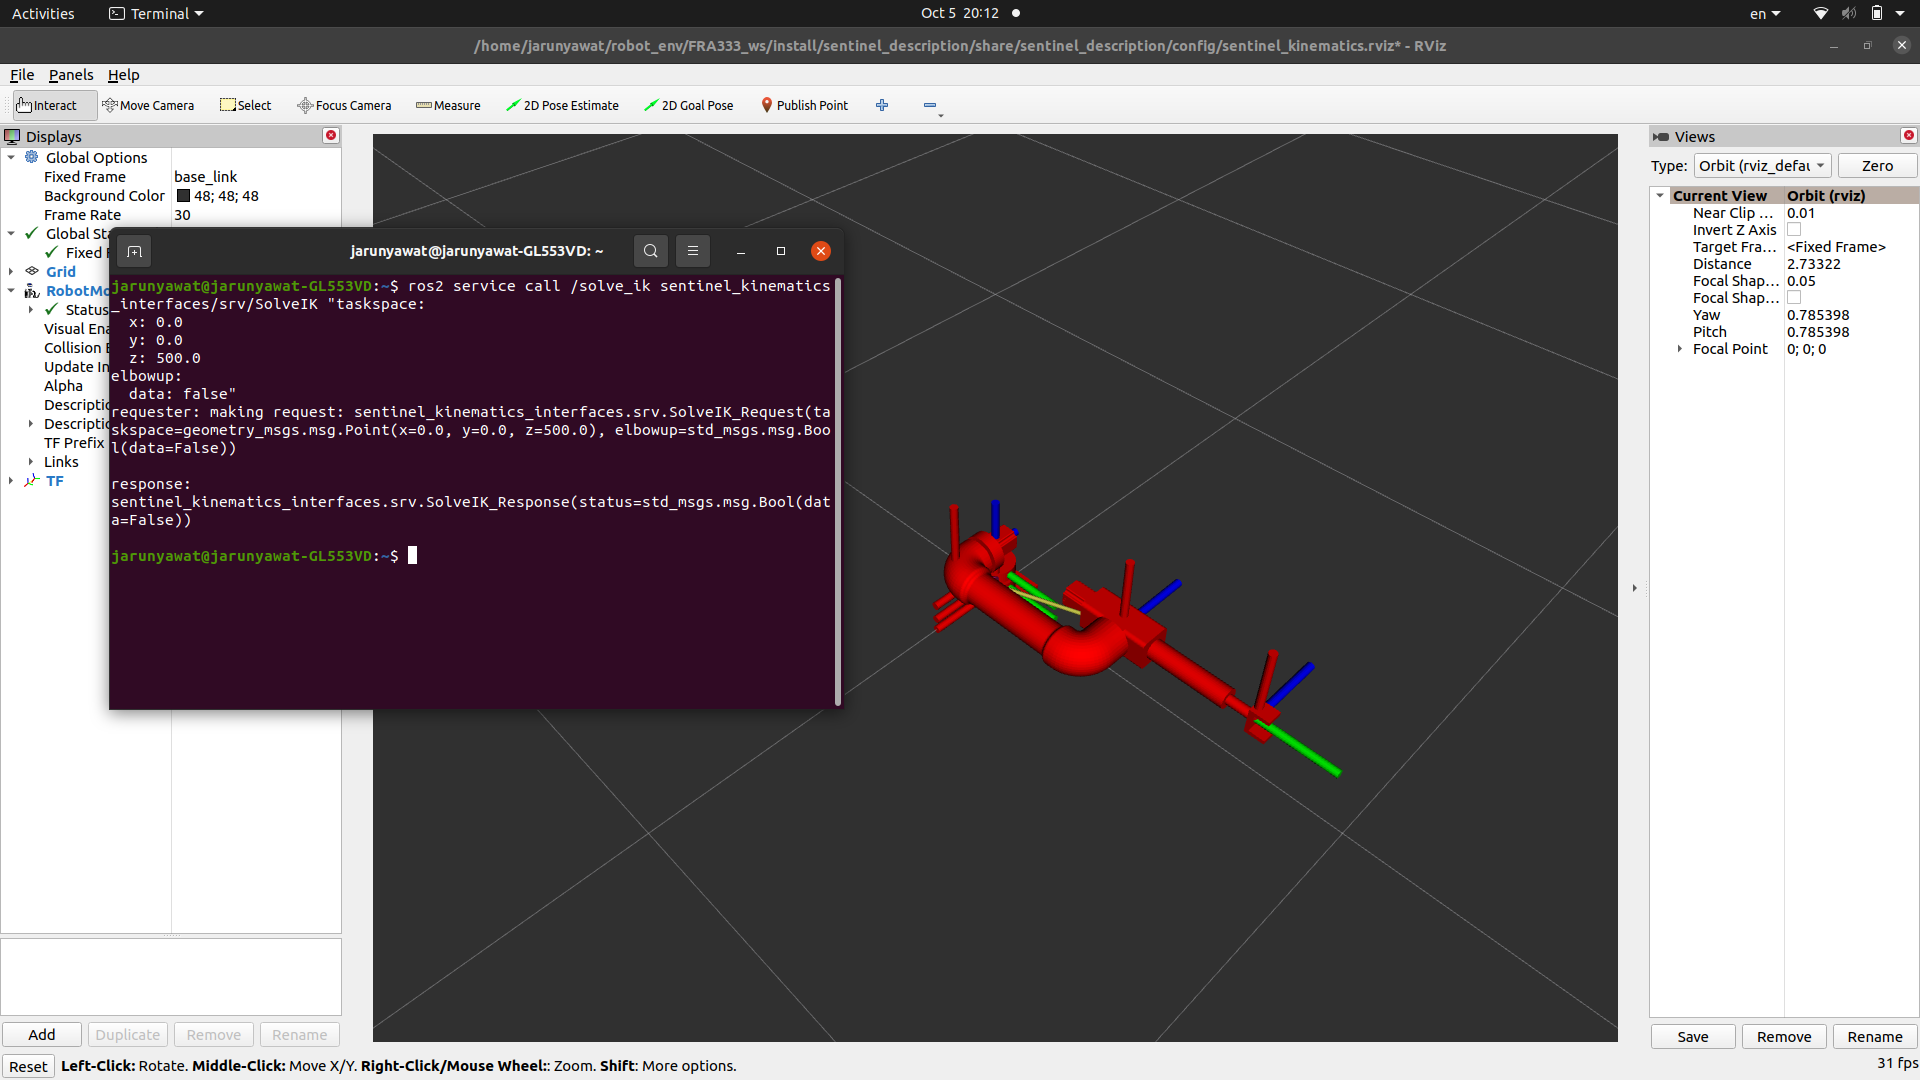 Activities
Terminal
Oct 5 20:12
en
/home/jarunyawat/robot_env/FRA333_ws/install/sentinel_description/share/sentinel_description/config/sentinel_kinematics.rviz* - RViz
File Panels Help
Interact Move Camera Select Focus Camera Measure 2D Pose Estimate 2D Goal Pose Publish Point
Displays
Global Options
Fixed Frame base_link
Background Color 48; 48; 48
Frame Rate 30
Global Sta
Fixed F
Grid
RobotMo
Status
Visual Ena
Collision E
Update In
Alpha
Descriptio
Descriptio
TF Prefix
Links
TF
Add Duplicate Remove Rename
jarunyawat@jarunyawat-GL553VD: ~
jarunyawat@jarunyawat-GL553VD:~$ ros2 service call /solve_ik sentinel_kinematics
_interfaces/srv/SolveIK "taskspace:
x: 0.0
y: 0.0
z: 500.0
elbowup:
data: false"
requester: making request: sentinel_kinematics_interfaces.srv.SolveIK_Request(ta
skspace=geometry_msgs.msg.Point(x=0.0, y=0.0, z=500.0), elbowup=std_msgs.msg.Boo
l(data=False))
response:
sentinel_kinematics_interfaces.srv.SolveIK_Response(status=std_msgs.msg.Bool(dat
a=False))
jarunyawat@jarunyawat-GL553VD:~$
Views
Type: Orbit (rviz_defau Zero
Current View Orbit (rviz)
Near Clip ... 0.01
Invert Z Axis
Target Fra... <Fixed Frame>
Distance 2.73322
Focal Shap... 0.05
Focal Shap...
Yaw 0.785398
Pitch 0.785398
Focal Point 0; 0; 0
Save Remove Rename
Reset Left-Click: Rotate. Middle-Click: Move X/Y. Right-Click/Mouse Wheel:: Zoom. Shift: More options.
31 fps